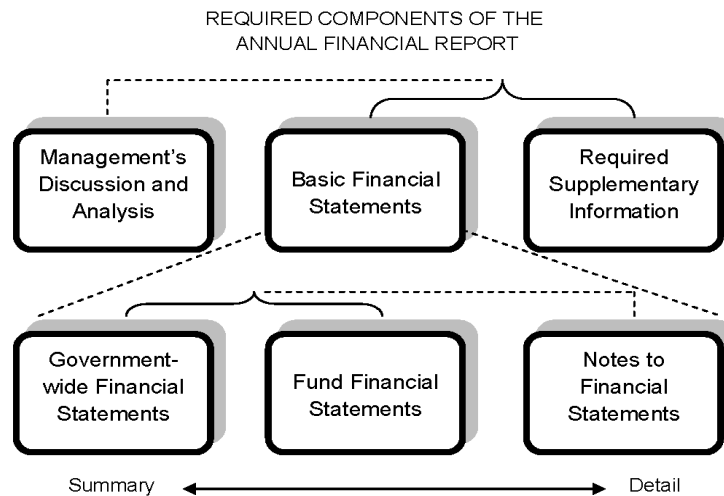 REQUIRED COMPONENTS OF THE
ANNUAL FINANCIAL REPORT
Management's
Discussion and
Analysis
Basic Financial
Statements
Required
Supplementary
Information
Government-
wide Financial
Statements
Fund Financial
Statements
Notes to
Financial
Statements
Summary
Detail